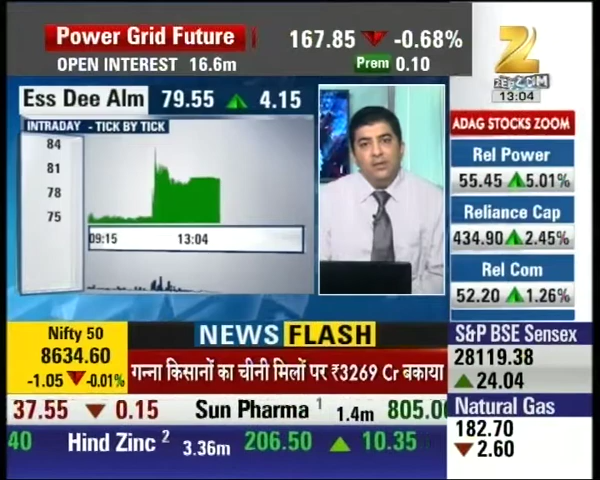 Power Grid Future
167.85 -0.68%
OPEN INTEREST 16.6m
Prem 0.10
13:04
Ess Dee Alm 79.55 4.15
INTRADAY - TICK BY TICK
84
81
78
75
09:15 13:04
ADAG STOCKS ZOOM
Rel Power
55.45 5.01%
Reliance Cap
434.90 2.45%
Rel Com
52.20 1.26%
Nifty 50
8634.60
-1.05 -0.01%
NEWS FLASH
गन्ना किसानों का चीनी मिलों पर ₹3269 Cr बकाया
S&P BSE Sensex
28119.38
24.04
Natural Gas
182.70
2.60
37.55 0.15 Sun Pharma 1 1.4m 805.0
40 Hind Zinc 2 3.36m 206.50 10.35